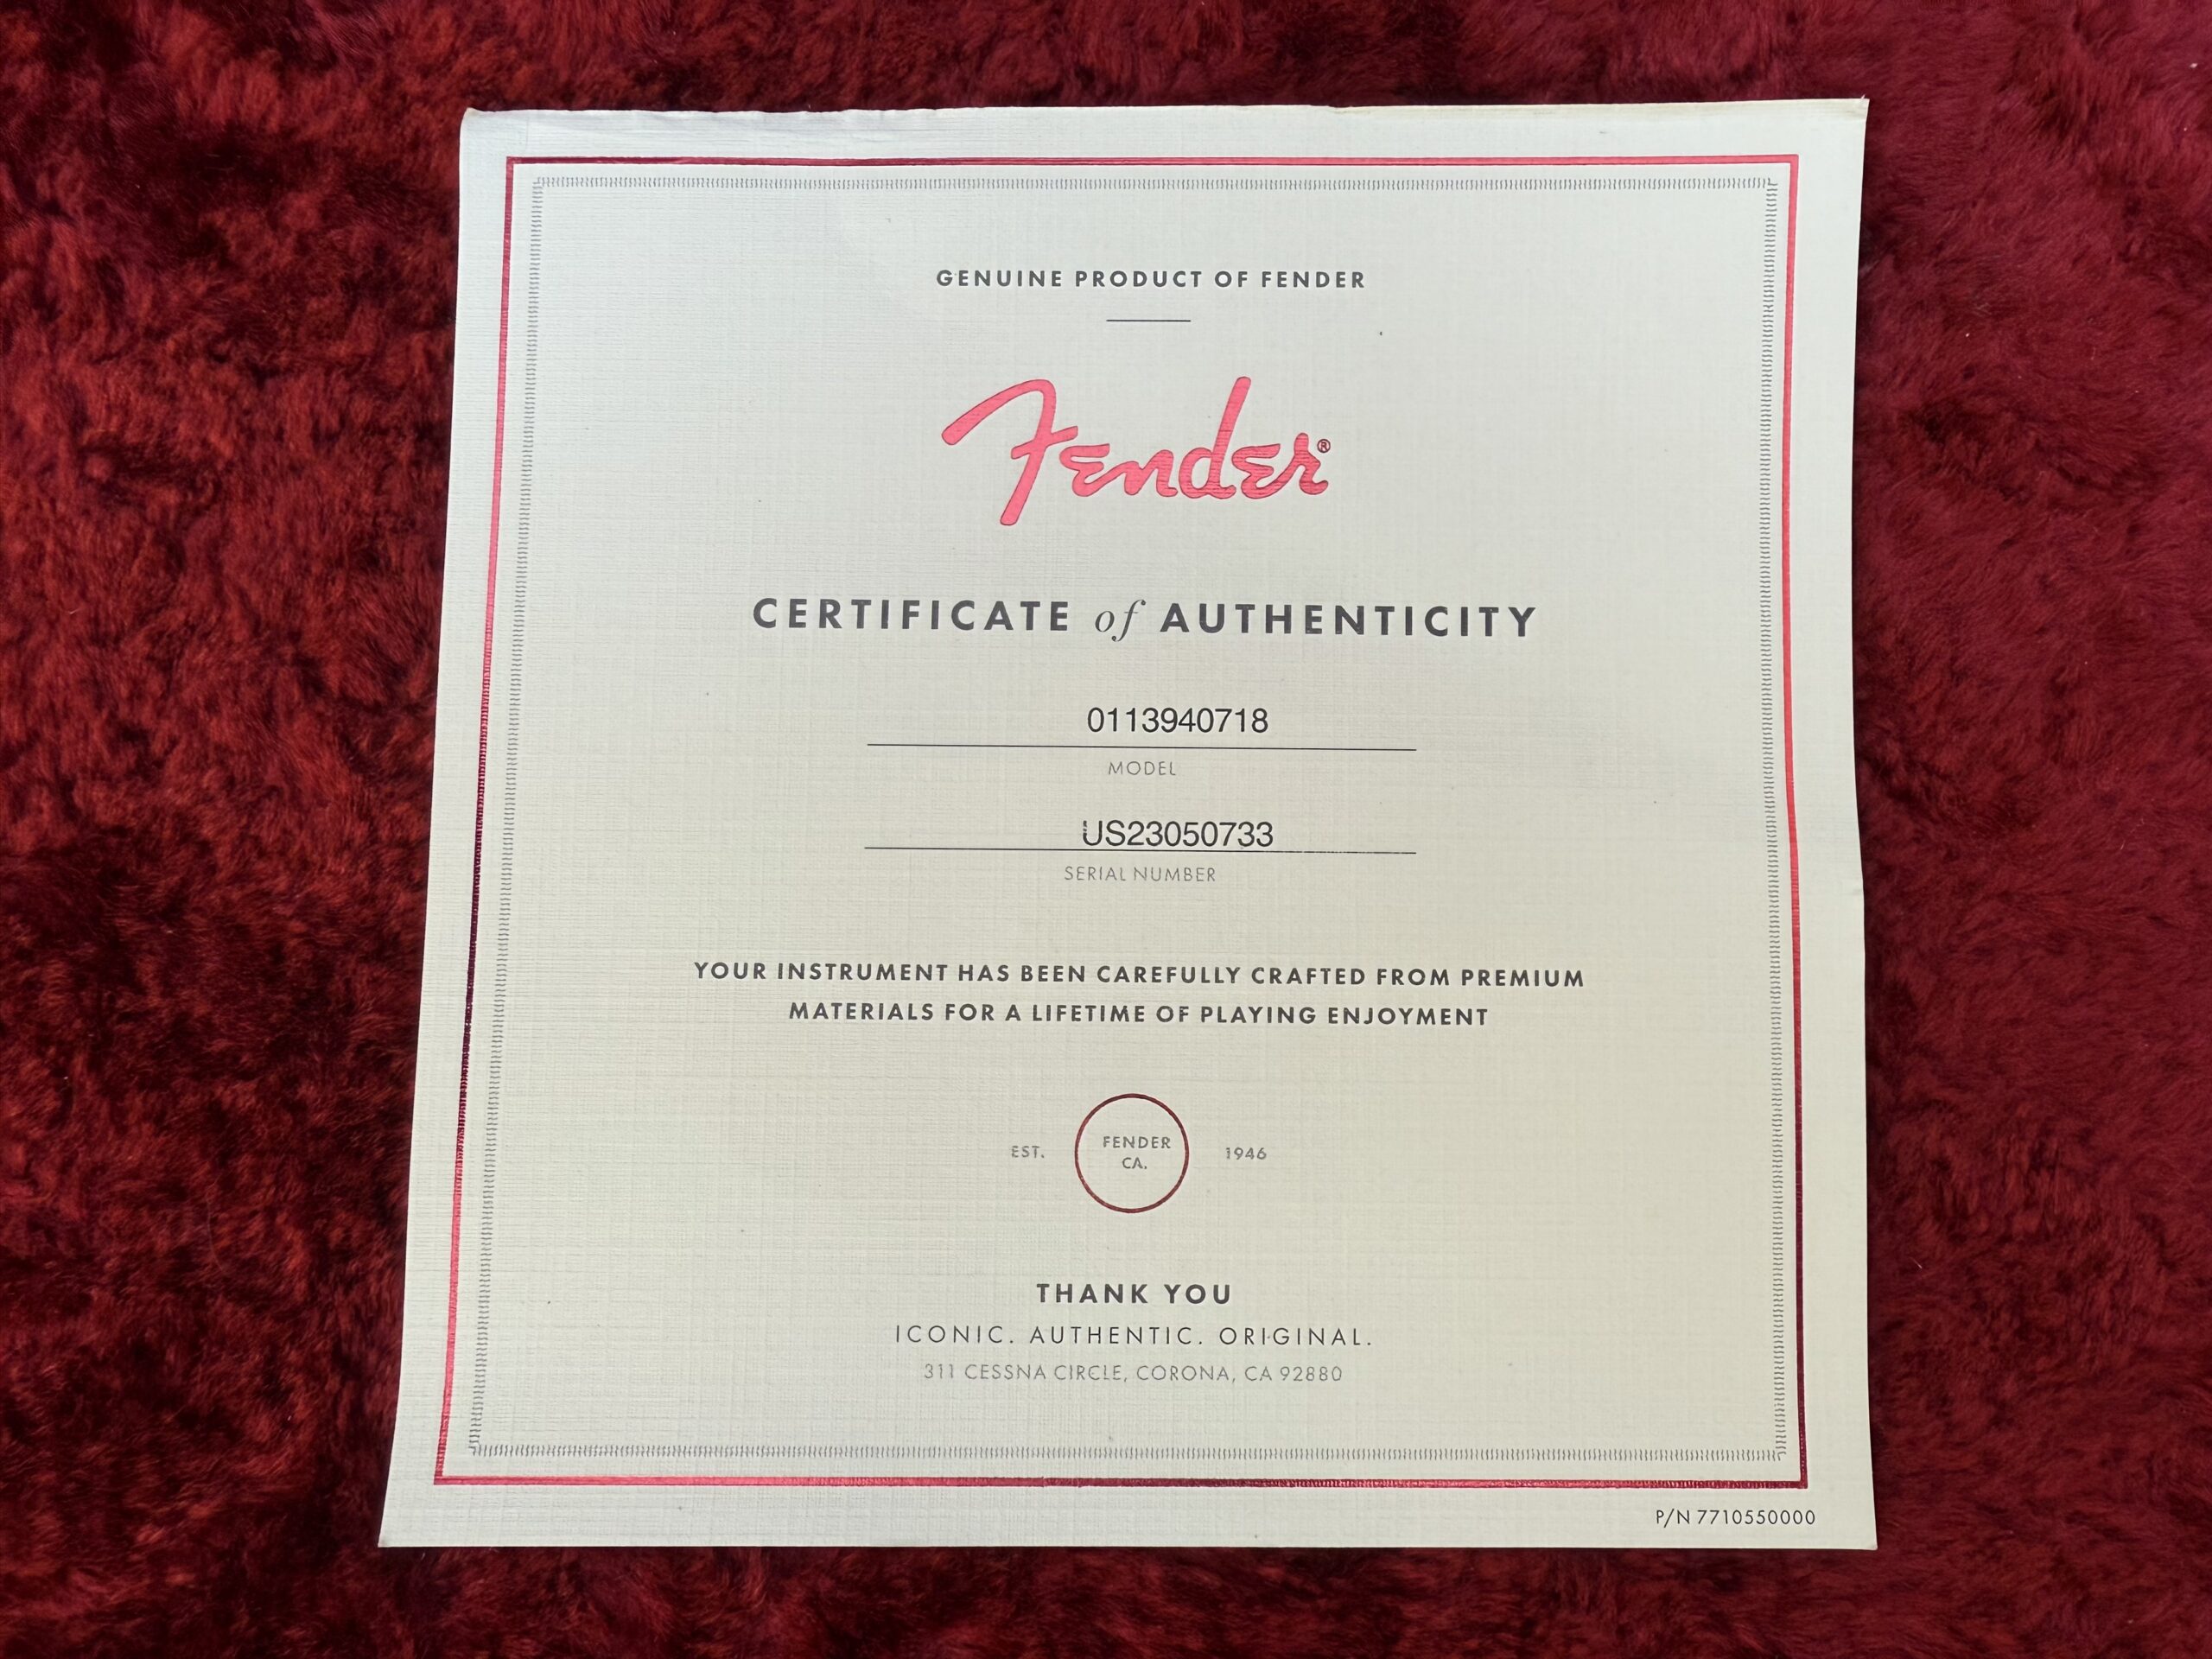 GENUINE PRODUCT OF FENDER
Fender®
CERTIFICATE of AUTHENTICITY
0113940718
MODEL
US23050733
SERIAL NUMBER
YOUR INSTRUMENT HAS BEEN CAREFULLY CRAFTED FROM PREMIUM
MATERIALS FOR A LIFETIME OF PLAYING ENJOYMENT
EST. FENDER CA. 1946
THANK YOU
ICONIC. AUTHENTIC. ORIGINAL.
311 CESSNA CIRCLE, CORONA, CA 92880
P/N 7710550000